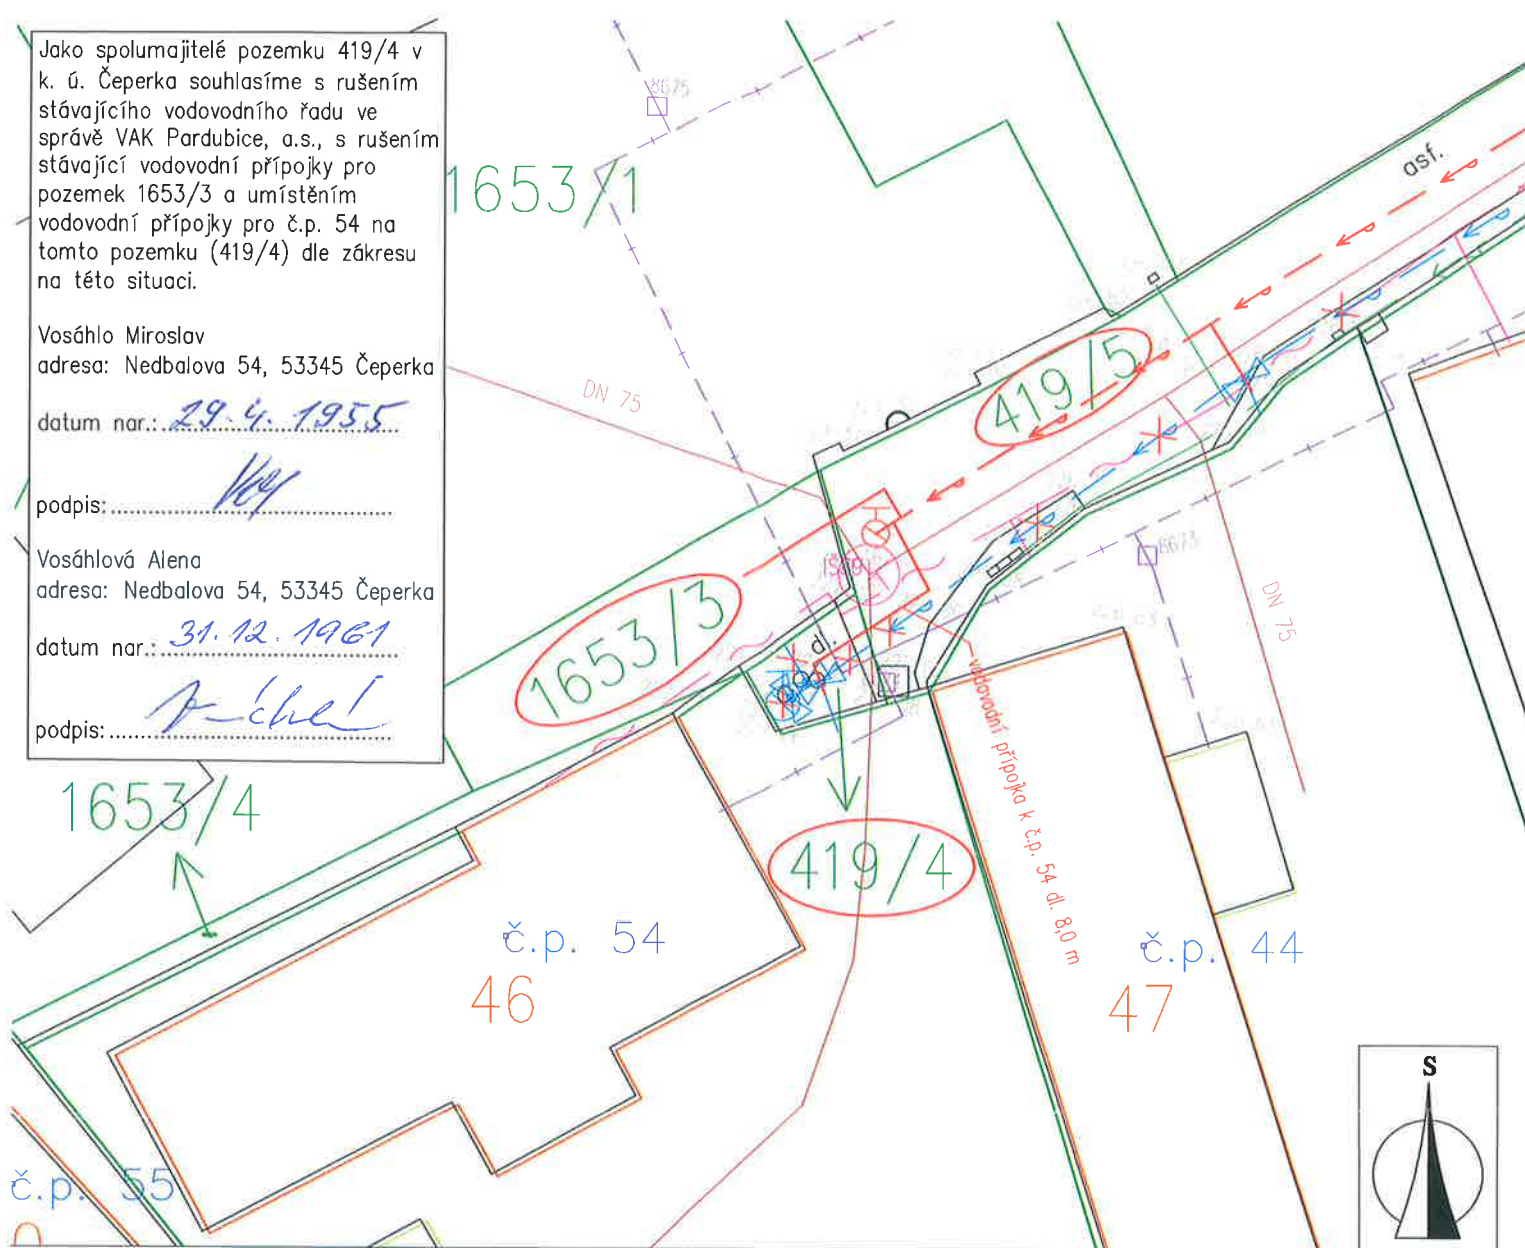 Jako spolumajitelé pozemku 419/4 v
k. ú. Čeperka souhlasíme s rušením
stávajícího vodovodního řadu ve
správě VAK Pardubice, a.s., s rušením
stávající vodovodní přípojky pro
pozemek 1653/3 a umístěním
vodovodní přípojky pro č.p. 54 na
tomto pozemku (419/4) dle zákresu
na této situaci.
Vosáhlo Miroslav
adresa: Nedbalova 54, 53345 Čeperka
datum nar.: 29.4.1955
podpis:
Vosáhlová Alena
adresa: Nedbalova 54, 53345 Čeperka
datum nar.: 31.12.1961
podpis:
8675
1653/1
asf.
DN 75
419/5
8673
1653/3
d.
DN 75
vodovodní přípojka k č.p. 54 dl. 8,0 m
1653/4
419/4
č.p. 54
46
č.p. 44
47
S
č.p. 55